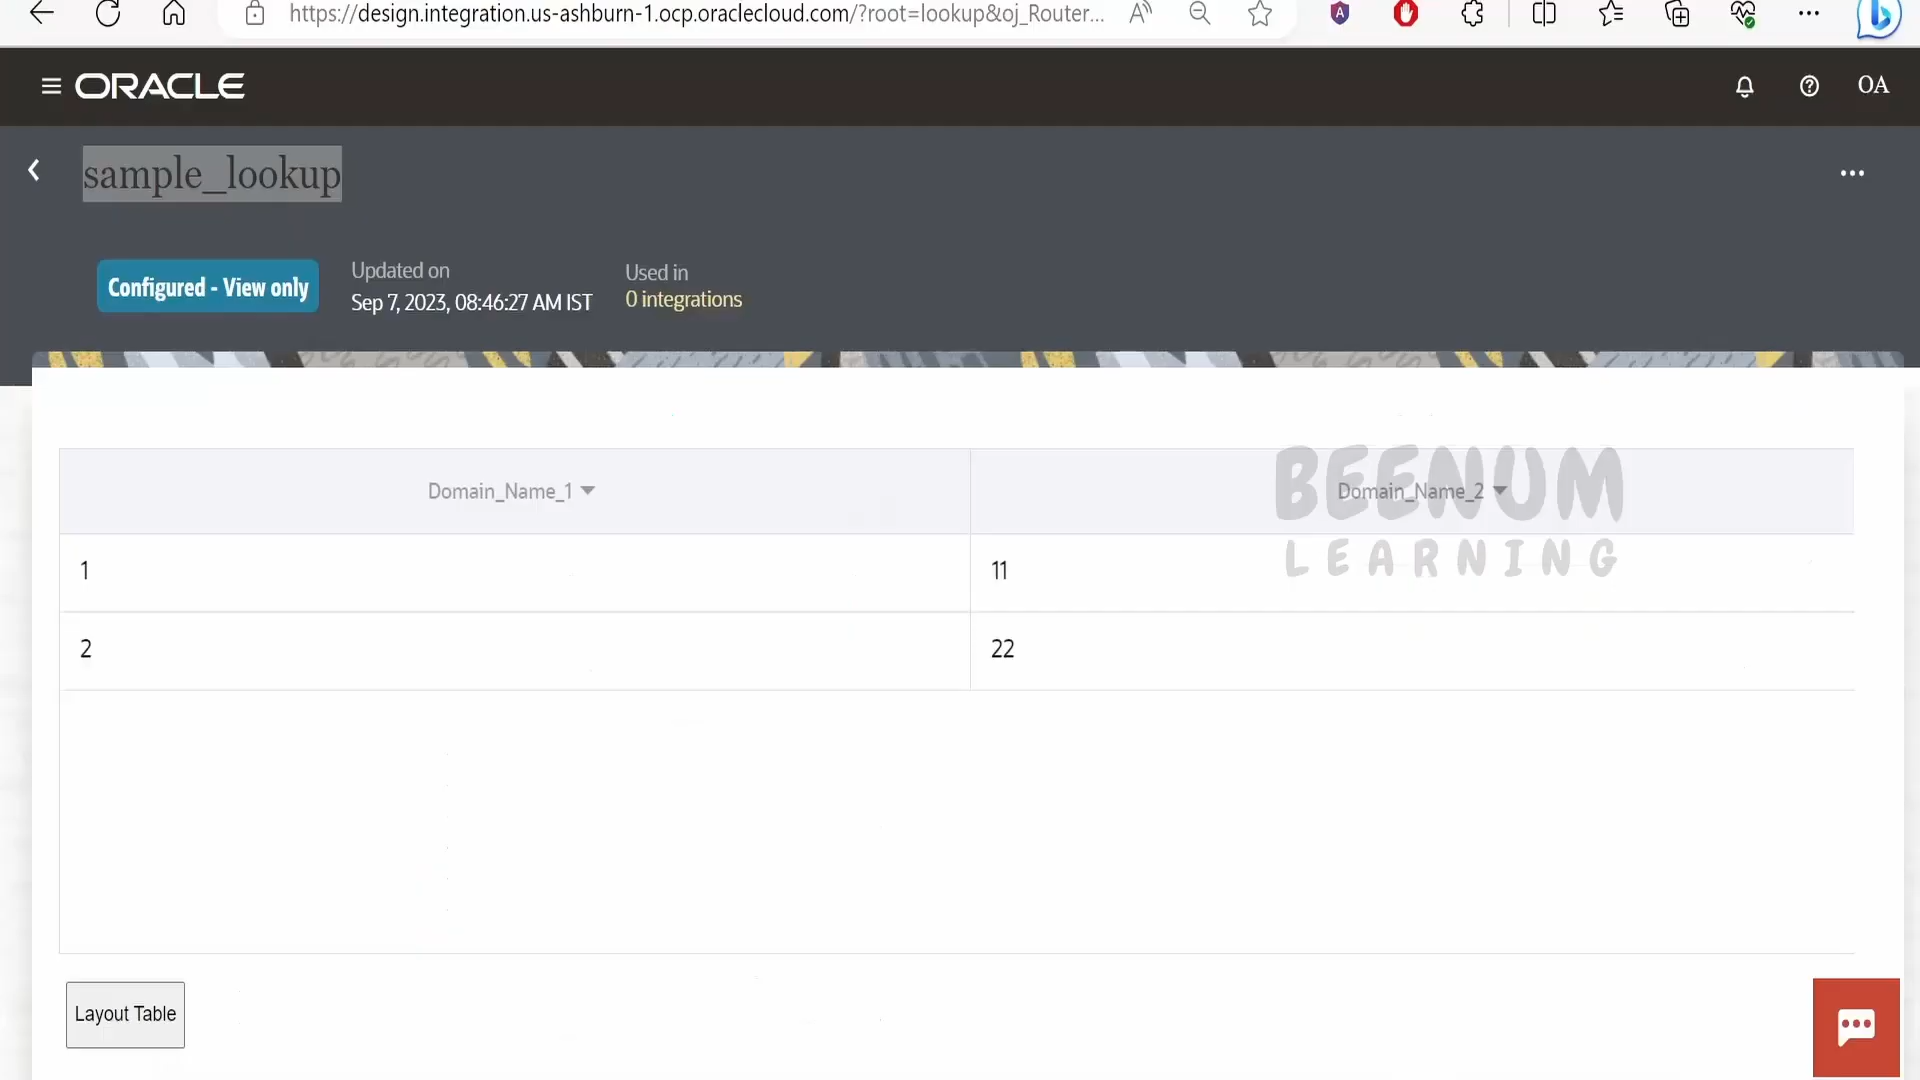 https://design.integration.us-ashburn-1.ocp.oraclecloud.com/?root=lookup&oj_Router...
ORACLE
OA
sample_lookup
Configured - View only
Updated on
Sep 7, 2023, 08:46:27 AM IST
Used in
0 integrations
Domain_Name_1
Domain_Name_2
BEENUM
LEARNING
1
11
2
22
Layout Table